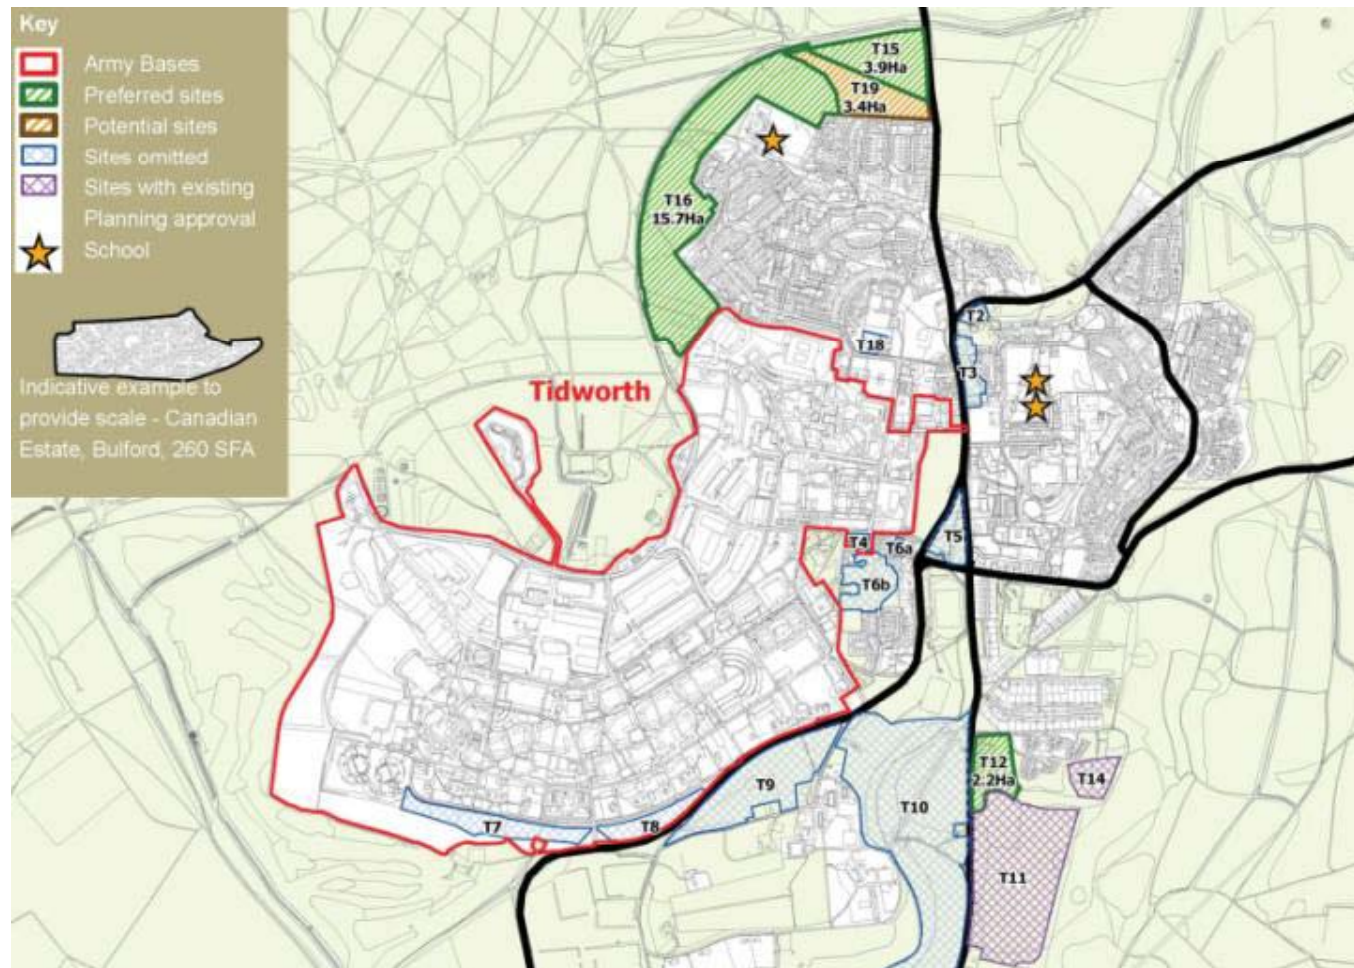 Key
Army Bases
Preferred sites
Potential sites
Sites omitted
Sites with existing
Planning approval
School
Indicative example to
provide scale - Canadian
Estate, Bulford, 260 SFA
T15
3.9Ha
T19
3.4Ha
T16
15.7Ha
T2
T18
T3
Tidworth
T5
T4
T6a
T6b
T12
2.2Ha
T14
T9
T10
T7
T8
T11